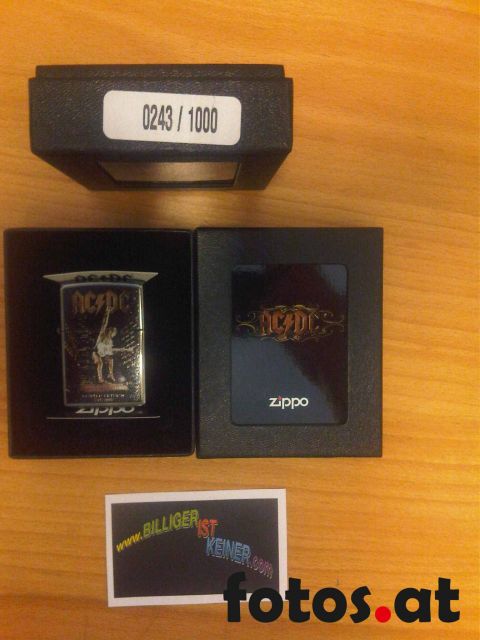 0243 / 1000
AC/DC
AC/DC
zippo
AC/DC
zippo
www.BILLIGER
IST
KEINER.com
fotos.at